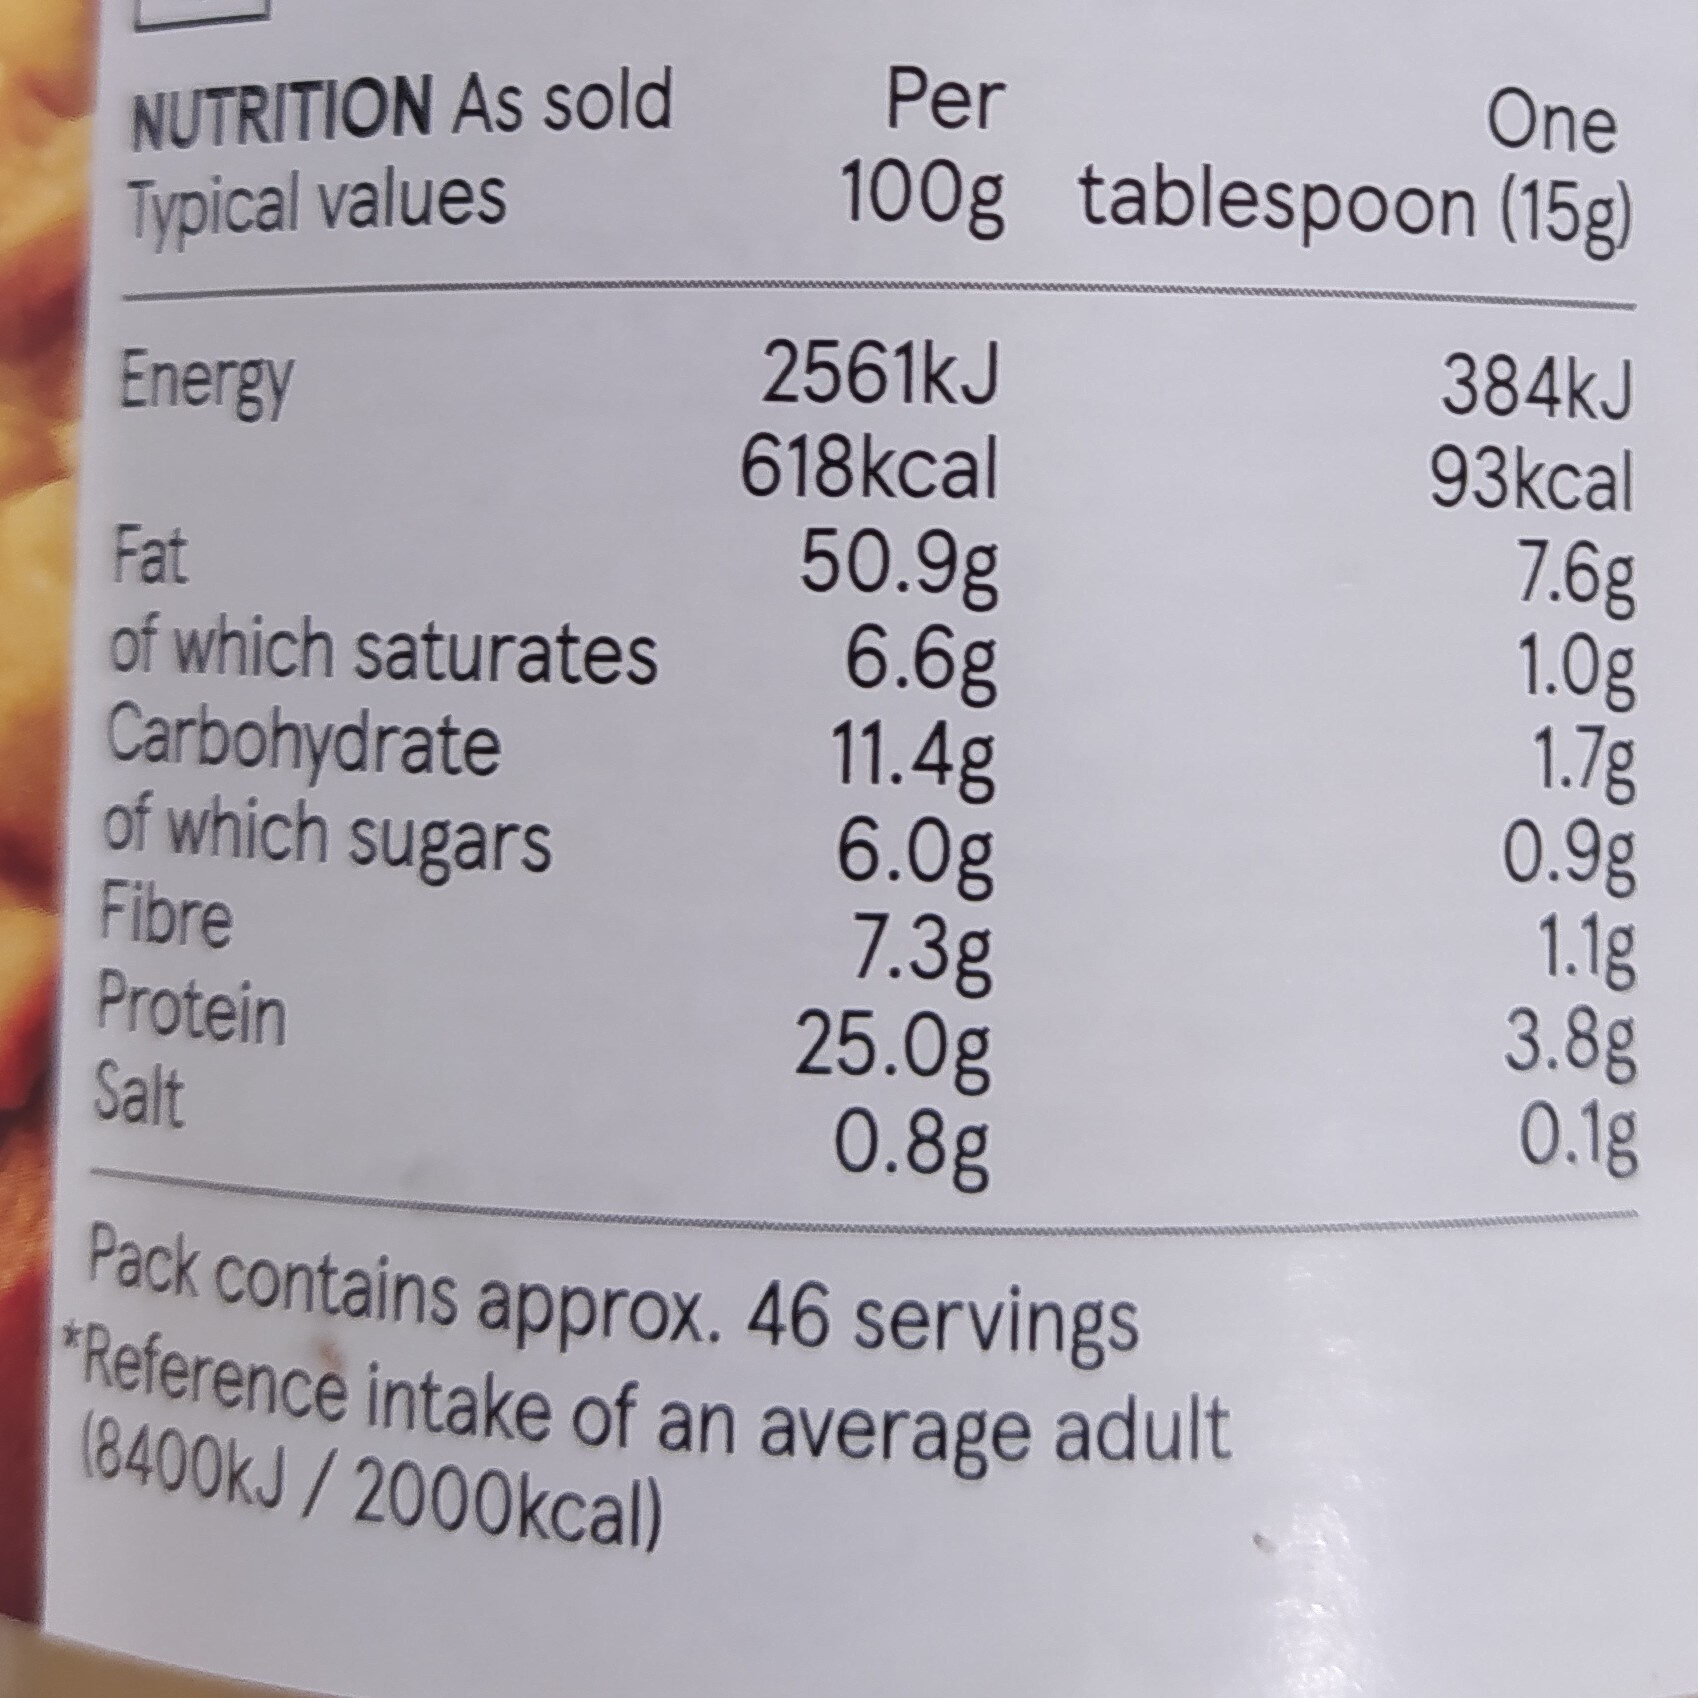 NUTRITION As sold Per One
Typical values 100g tablespoon (15g)
Energy 2561kJ 384kJ
618kcal 93kcal
Fat 50.9g 7.6g
of which saturates 6.6g 1.0g
Carbohydrate 11.4g 1.7g
of which sugars 6.0g 0.9g
Fibre 7.3g 1.1g
Protein 25.0g 3.8g
Salt 0.8g 0.1g
Pack contains approx. 46 servings
*Reference intake of an average adult
(8400kJ / 2000kcal)